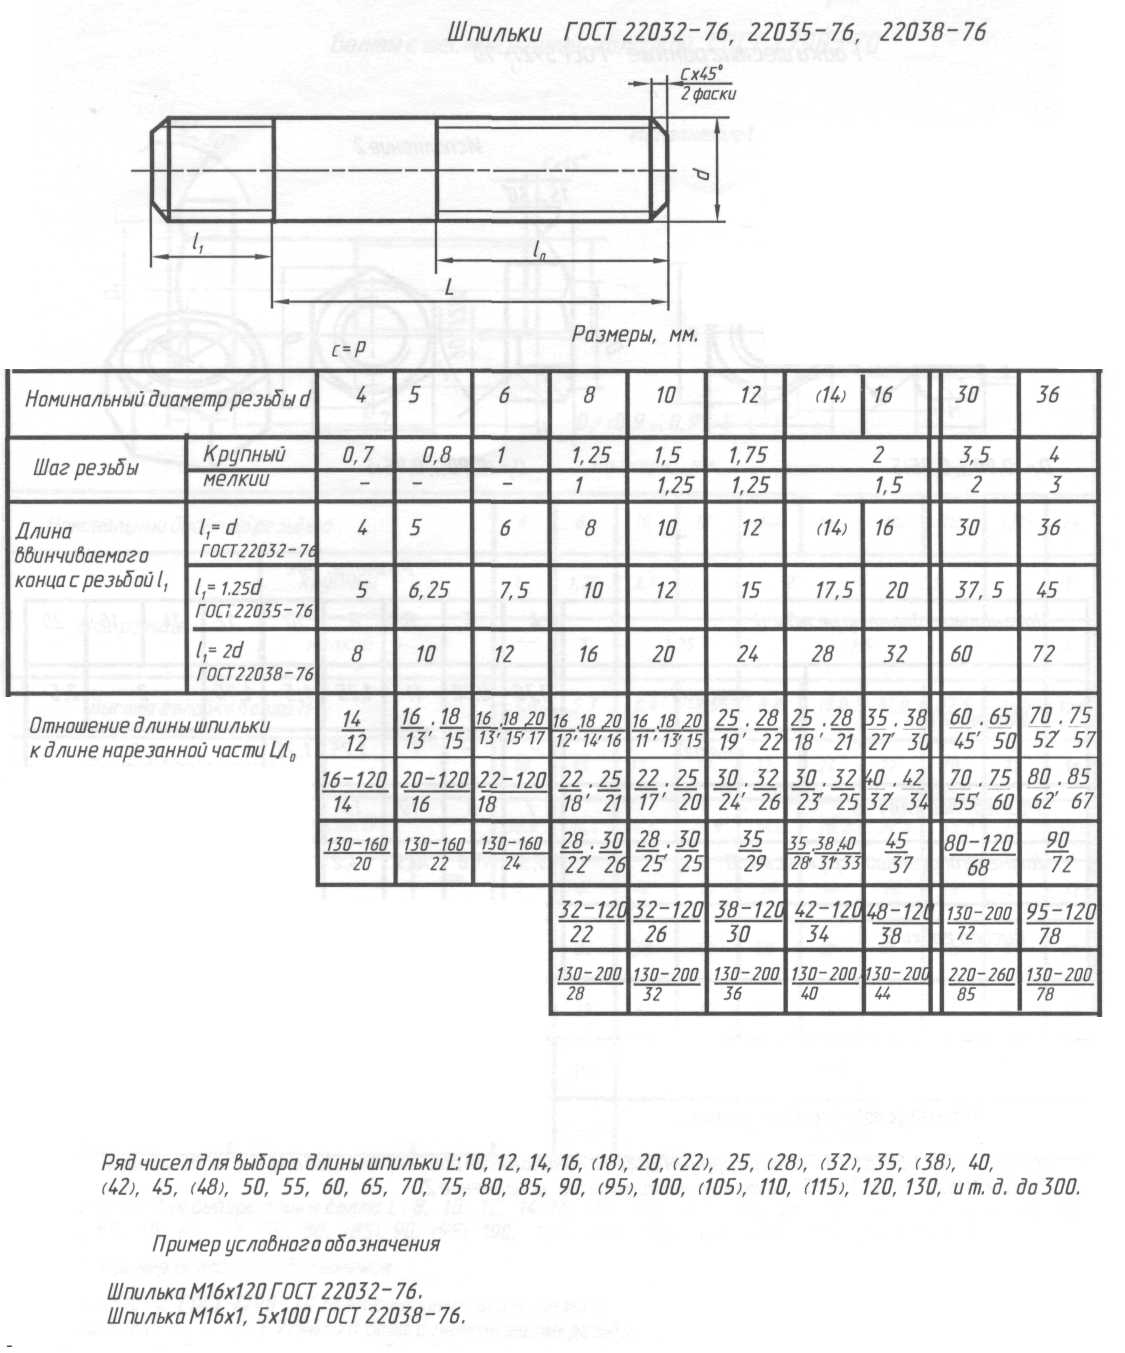 Шпильки ГОСТ 22032-76, 22035-76, 22038-76
Cx45°
2 фаски
d
l₁
l₀
L
Размеры, мм.
c=P
Номинальный диаметр резьбы d 4 5 6 8 10 12 (14) 16 30 36
Шаг резьбы Крупный 0,7 0,8 1 1,25 1,5 1,75 2 3,5 4
мелкий – – – 1 1,25 1,25 1,5 2 3
Длина ввинчиваемого конца с резьбой l₁
l₁=d ГОСТ22032-76 4 5 6 8 10 12 (14) 16 30 36
l₁=1.25d ГОСТ22035-76 5 6,25 7,5 10 12 15 17,5 20 37,5 45
l₁=2d ГОСТ22038-76 8 10 12 16 20 24 28 32 60 72
Отношение длины шпильки к длине нарезанной части L/l₀
14/12 16/13, 18/15 16/13, 18/15, 20/17 16/12, 18/14, 20/16 16/11, 18/13, 20/15 25/19, 28/22 25/18, 28/21 35/27, 38/30 60/45, 65/50 70/52, 75/57
16-120/14 20-120/16 22-120/18 22/18, 25/21 22/17, 25/20 30/24, 32/26 30/23, 32/25 40/32, 42/34 70/55, 75/60 80/62, 85/67
130-160/20 130-160/22 130-160/24 28/22, 30/26 28/25, 30/25 35/29 35/28, 38/31, 40/33 45/37 80-120/68 90/72
32-120/22 32-120/26 38-120/30 42-120/34 48-120/38 130-200/72 95-120/78
130-200/28 130-200/32 130-200/36 130-200/40 130-200/44 220-260/85 130-200/78
Ряд чисел для выбора длины шпильки L: 10, 12, 14, 16, (18), 20, (22), 25, (28), (32), 35, (38), 40,
(42), 45, (48), 50, 55, 60, 65, 70, 75, 80, 85, 90, (95), 100, (105), 110, (115), 120, 130, и т. д. до 300.
Пример условного обозначения
Шпилька М16х120 ГОСТ 22032-76.
Шпилька М16х1, 5х100 ГОСТ 22038-76.